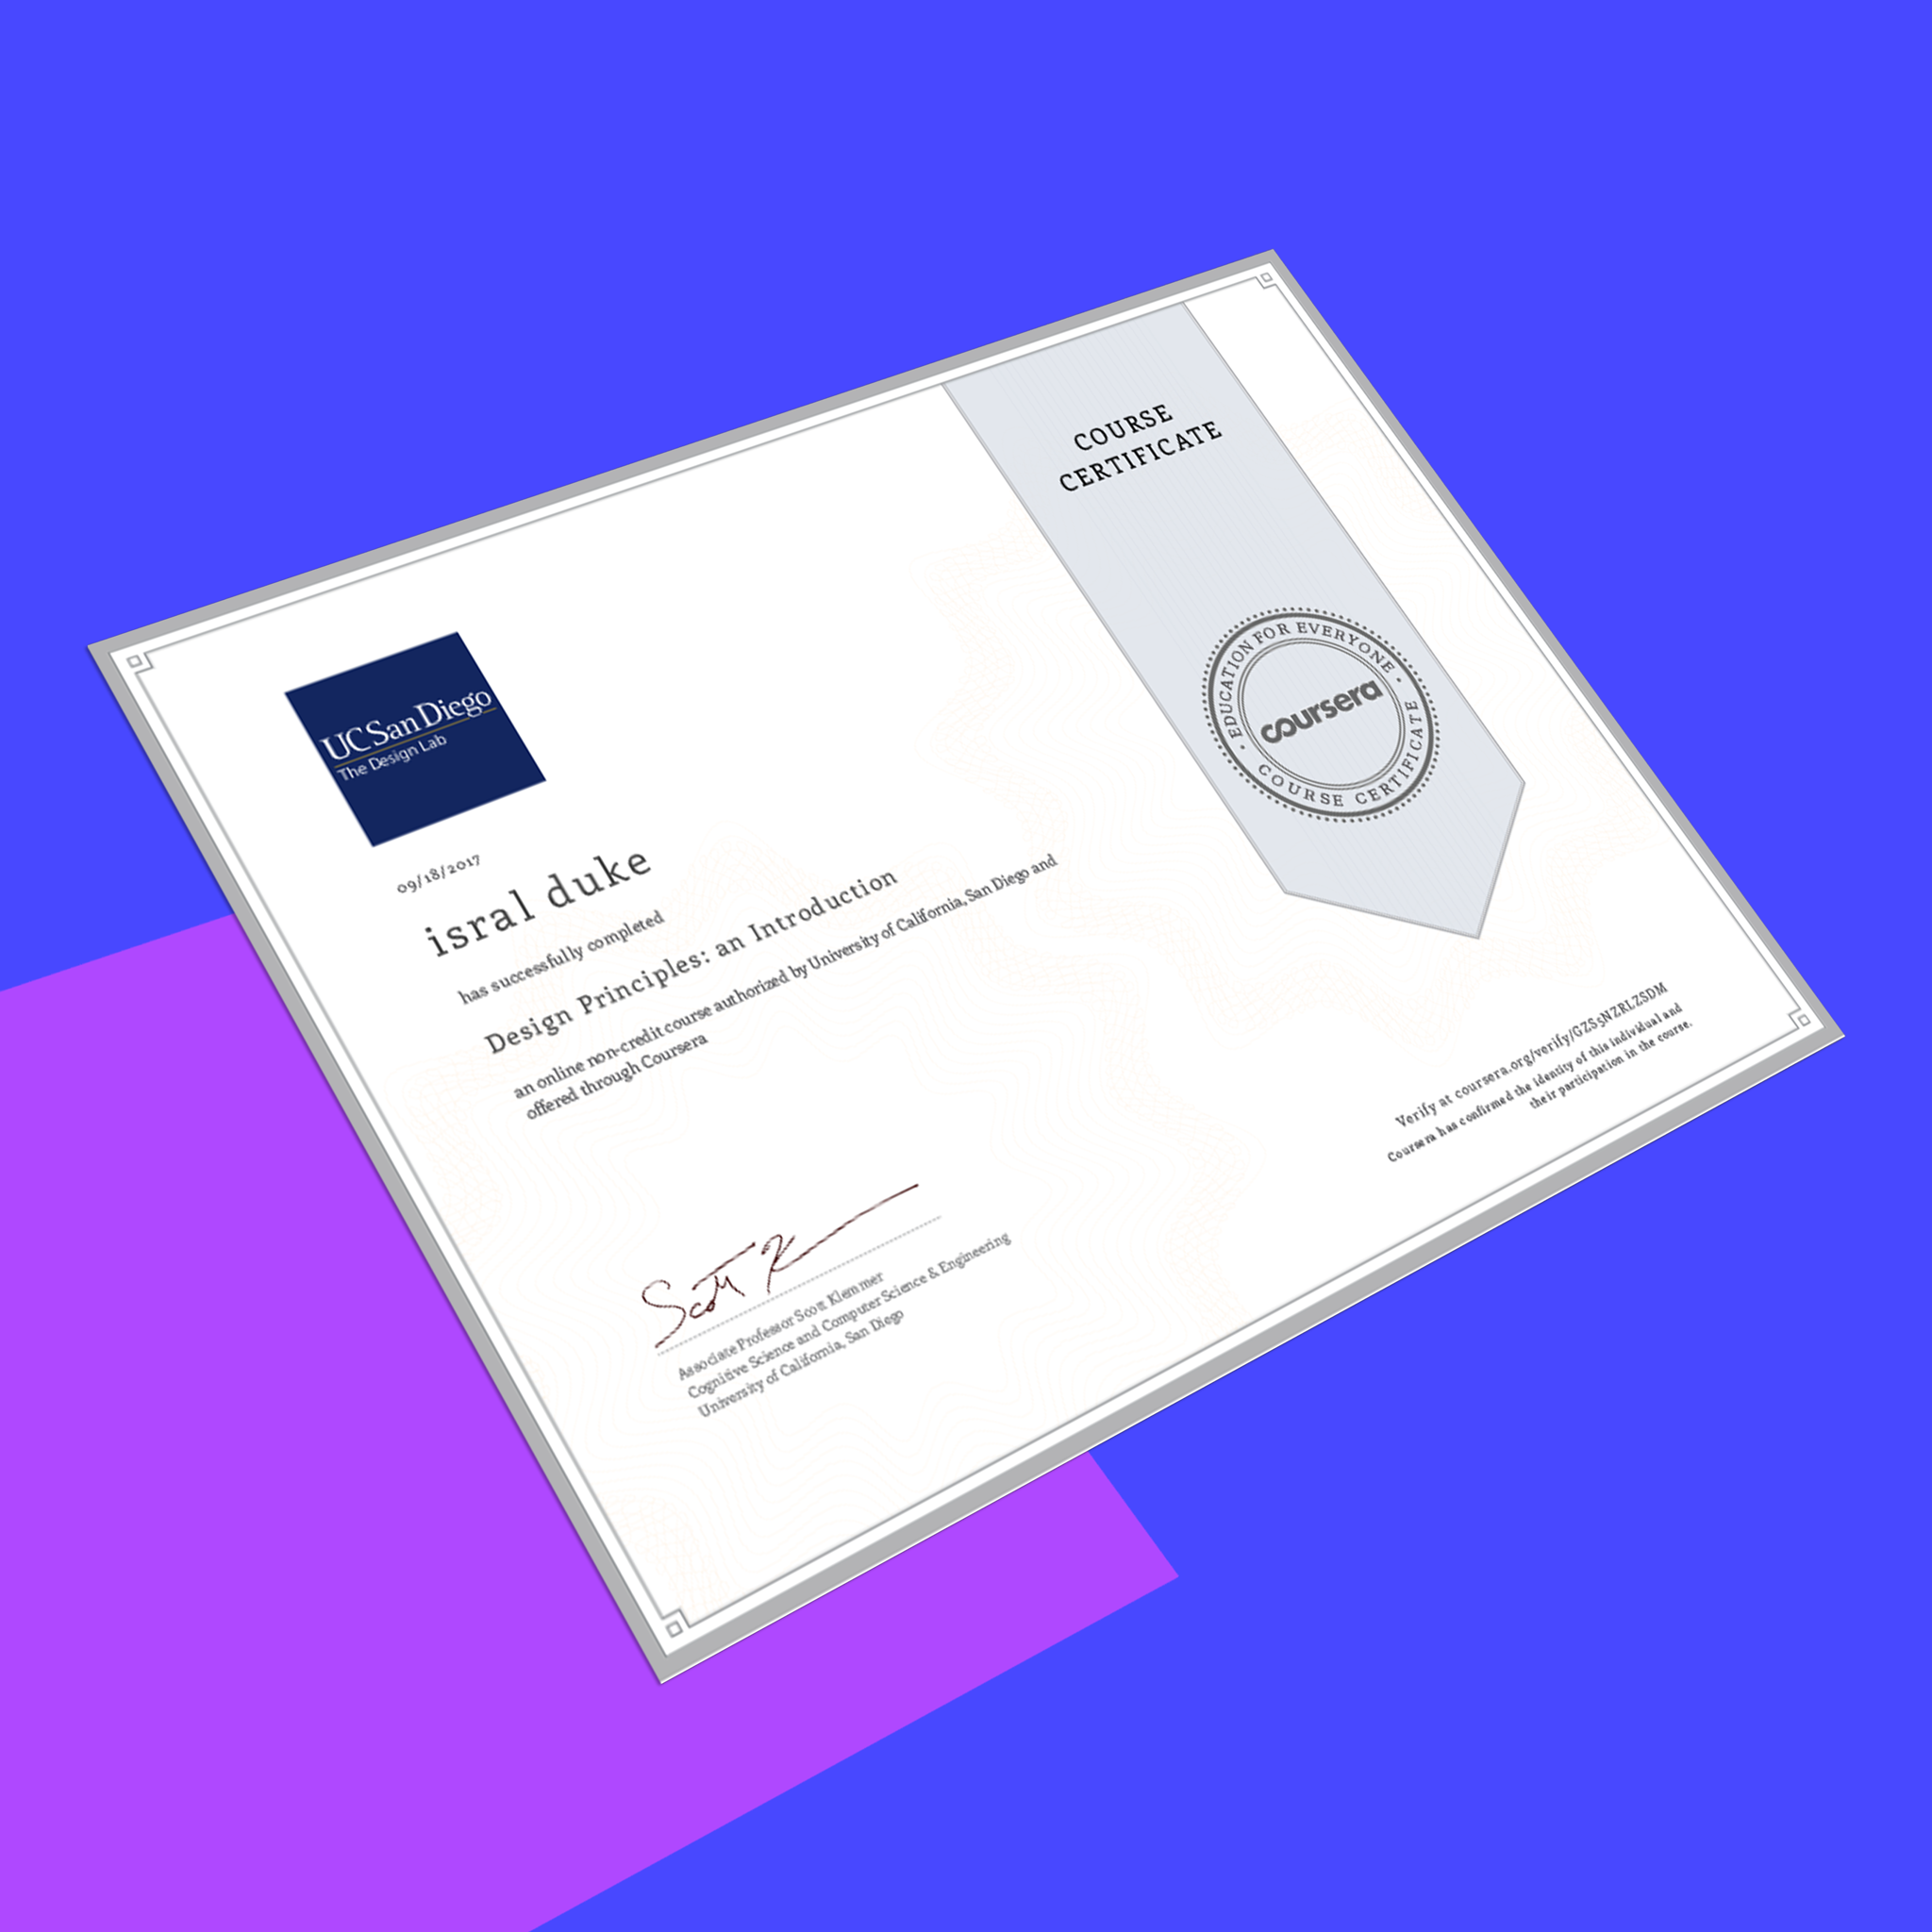 COURSE
CERTIFICATE
EDUCATION FOR EVERYONE
coursera
COURSE CERTIFICATE
UC San Diego
The Design Lab
09/18/2017
isral duke
has successfully completed
Design Principles: an Introduction
an online non-credit course authorized by University of California, San Diego and
offered through Coursera
Scott K
Associate Professor Scott Klemmer
Cognitive Science and Computer Science & Engineering
University of California, San Diego
Verify at coursera.org/verify/GZS5NZRLZSDM
Coursera has confirmed the identity of this individual and
their participation in the course.